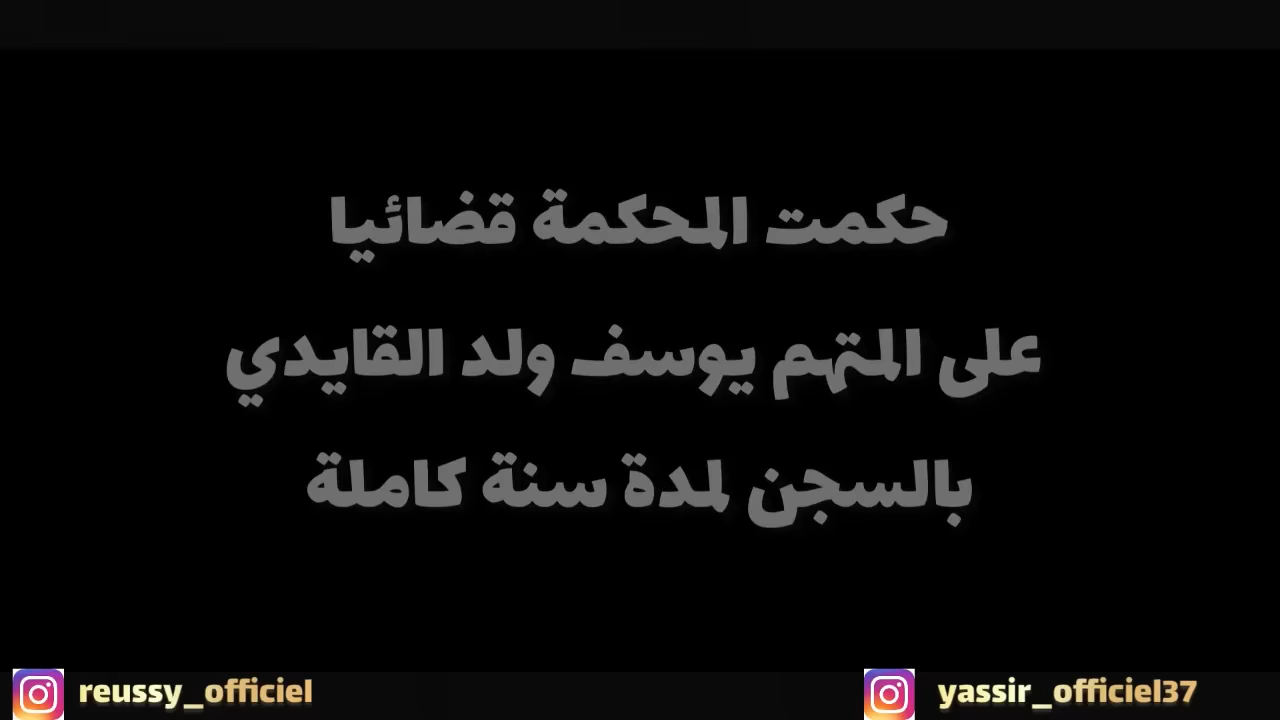 حكمت المحكمة قضائيا
على المتهم يوسف ولد القايدي
بالسجن لمدة سنة كاملة
reussy_officiel
yassir_officiel37